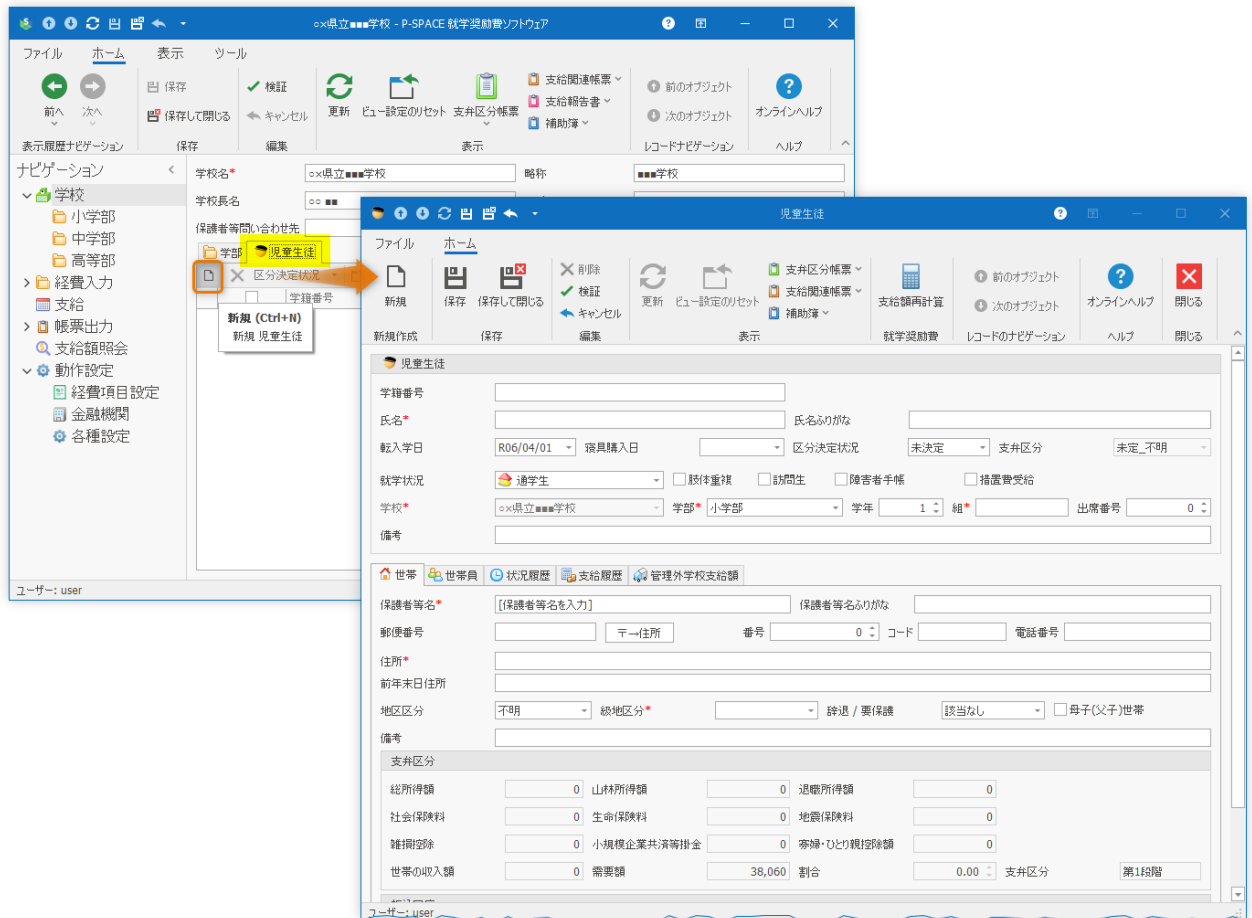 ○×県立■■■学校 - P-SPACE 就学奨励費ソフトウェア
ファイル ホーム 表示 ツール
前へ 次へ 保存 保存して閉じる 検証 キャンセル 更新 ビュー設定のリセット 支弁区分帳票 支給関連帳票 支給報告書 補助簿 前のオブジェクト 次のオブジェクト オンラインヘルプ
表示履歴ナビゲーション 保存 編集 表示 レコードナビゲーション ヘルプ
ナビゲーション
学校
小学部
中学部
高等部
経費入力
支給
帳票出力
支給額照会
動作設定
経費項目設定
金融機関
各種設定
学校名* ○×県立■■■学校 略称 ■■■学校
学校長名 ○○ ■■
保護者等問い合わせ先
学部 児童生徒
区分決定状況
学籍番号
新規 (Ctrl+N)
新規 児童生徒
ユーザー: user
児童生徒
ファイル ホーム
新規 保存 保存して閉じる 削除 検証 キャンセル 更新 ビュー設定のリセット 支弁区分帳票 支給関連帳票 補助簿 支給額再計算 前のオブジェクト 次のオブジェクト オンラインヘルプ 閉じる
新規作成 保存 編集 表示 就学奨励費 レコードのナビゲーション ヘルプ 閉じる
児童生徒
学籍番号
氏名* 氏名ふりがな
転入学日 R06/04/01 寝具購入日 区分決定状況 未決定 支弁区分 未定_不明
就学状況 通学生 肢体重複 訪問生 障害者手帳 措置費受給
学校* ○×県立■■■学校 学部* 小学部 学年 1 組* 出席番号 0
備考
世帯 世帯員 状況履歴 支給履歴 管理外学校支給額
保護者等名* [保護者等名を入力] 保護者等名ふりがな
郵便番号 〒→住所 番号 0 コード 電話番号
住所*
前年末日住所
地区区分 不明 級地区分* 辞退 / 要保護 該当なし 母子(父子)世帯
備考
支弁区分
総所得額 0 山林所得額 0 退職所得額 0
社会保険料 0 生命保険料 0 地震保険料 0
雑損控除 0 小規模企業共済等掛金 0 寡婦・ひとり親控除額 0
世帯の収入額 0 需要額 38,060 割合 0.00 支弁区分 第1段階
ユーザー: user